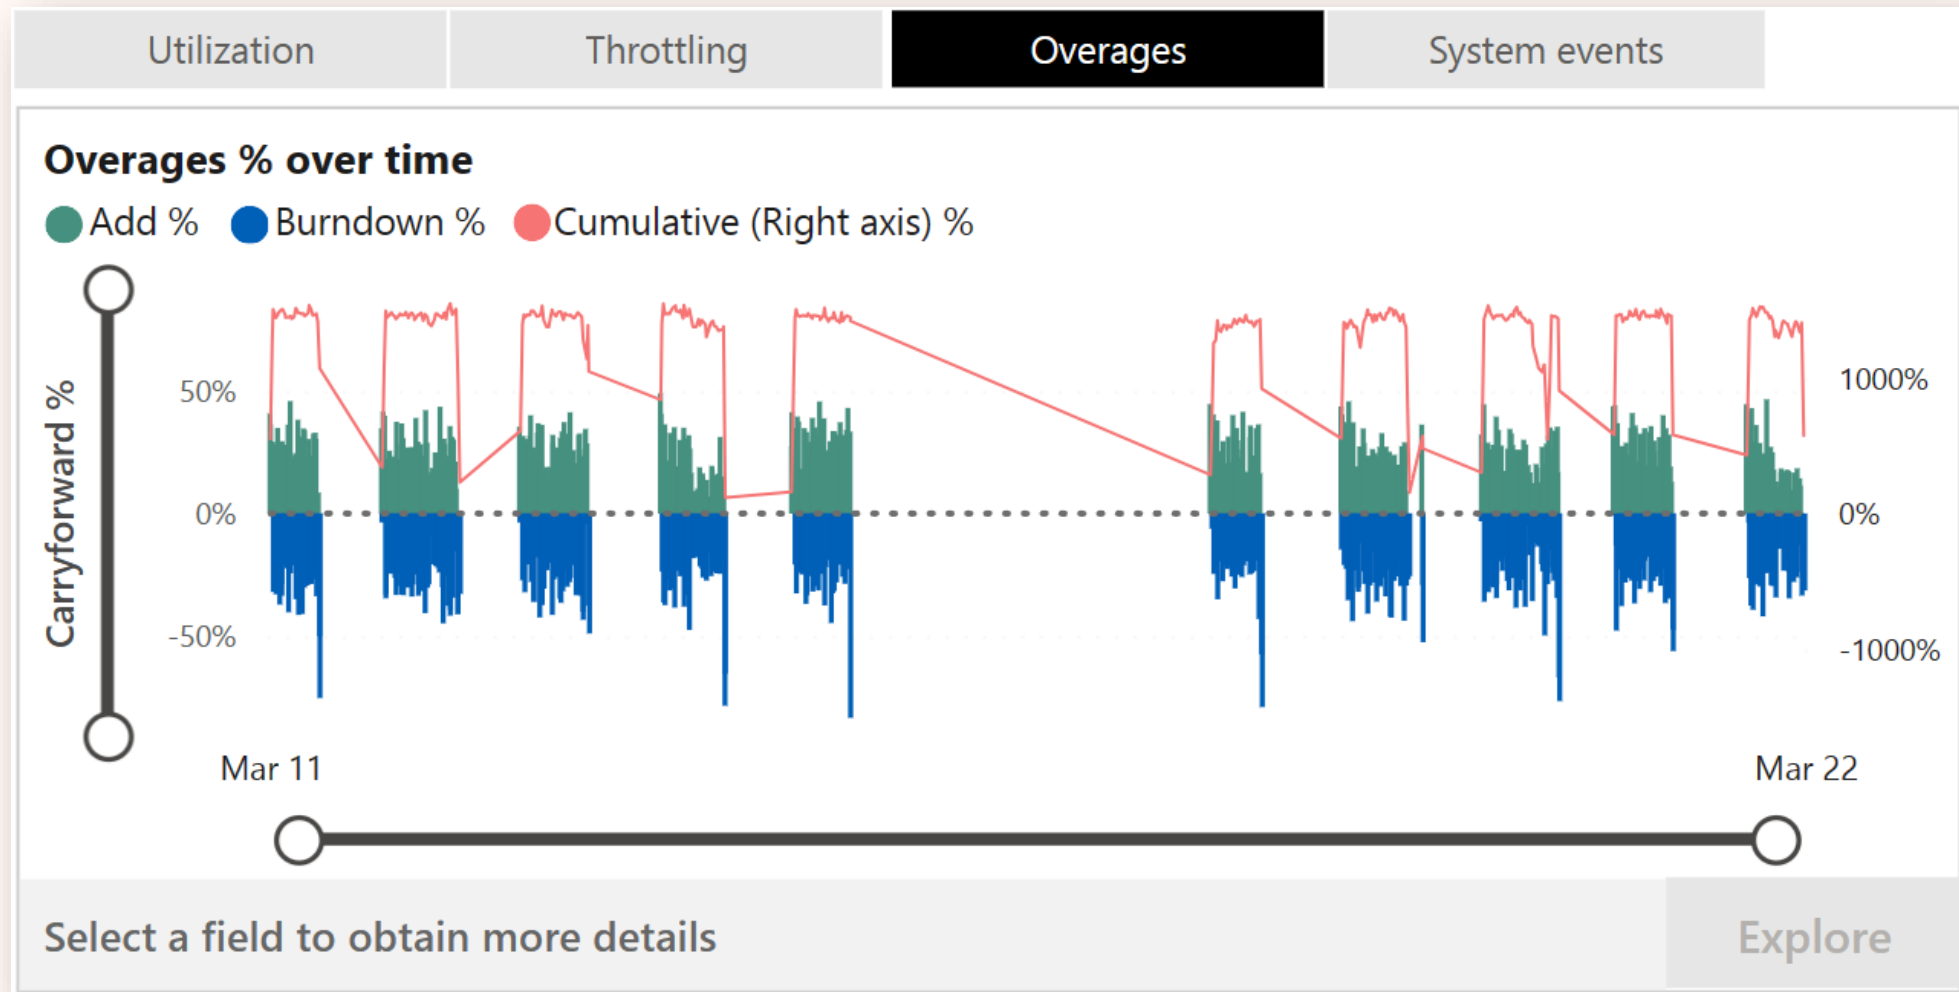 Utilization Throttling Overages System events
Overages % over time
Add % Burndown % Cumulative (Right axis) %
Carryforward %
50% 1000%
0% 0%
-50% -1000%
Mar 11 Mar 22
Select a field to obtain more details Explore